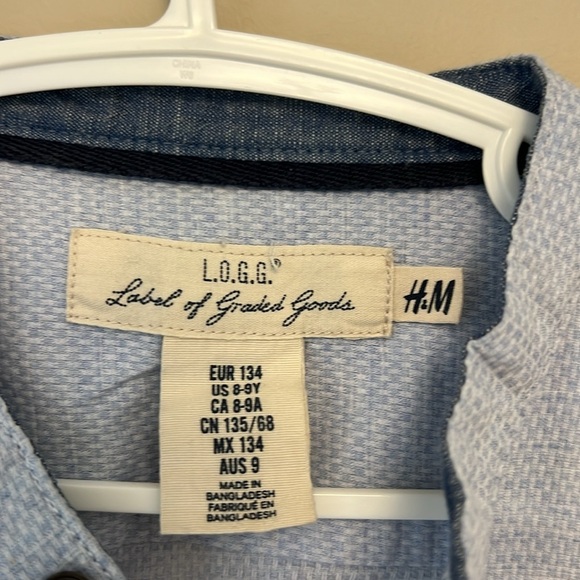 CHINA
L.O.G.G.®
Label of Graded Goods
H&M
EUR 134
US 8-9Y
CA 8-9A
CN 135/68
MX 134
AUS 9
MADE IN
BANGLADESH
FABRIQUÉ EN
BANGLADESH